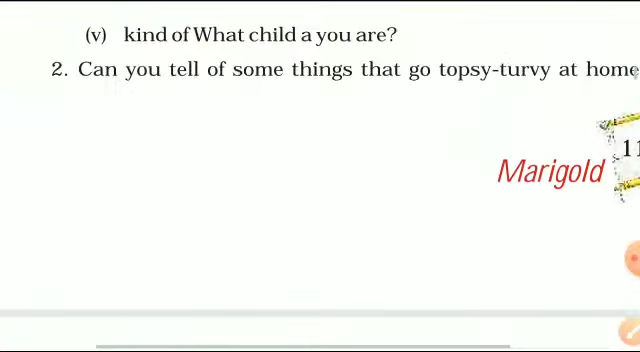 (v) kind of What child a you are?
2. Can you tell of some things that go topsy-turvy at home
11
Marigold